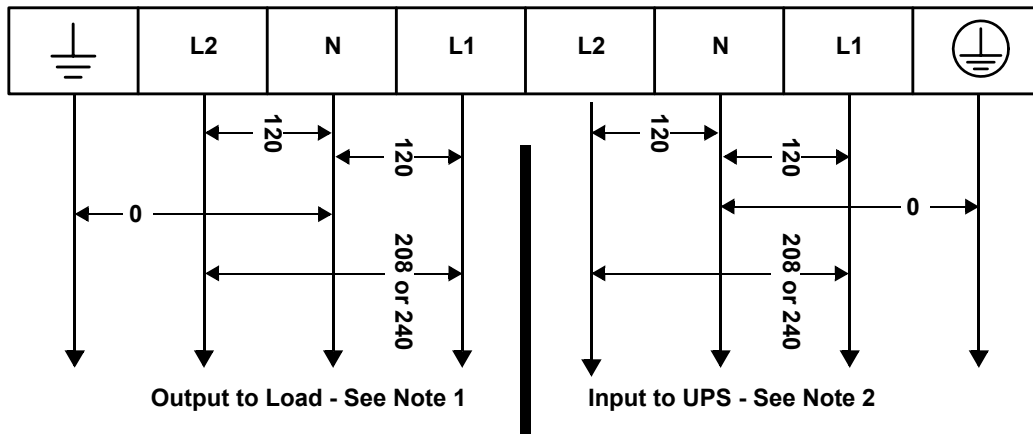 L2 N L1 L2 N L1
120 120
120 120
0 0
208 or 240 208 or 240
Output to Load - See Note 1 Input to UPS - See Note 2